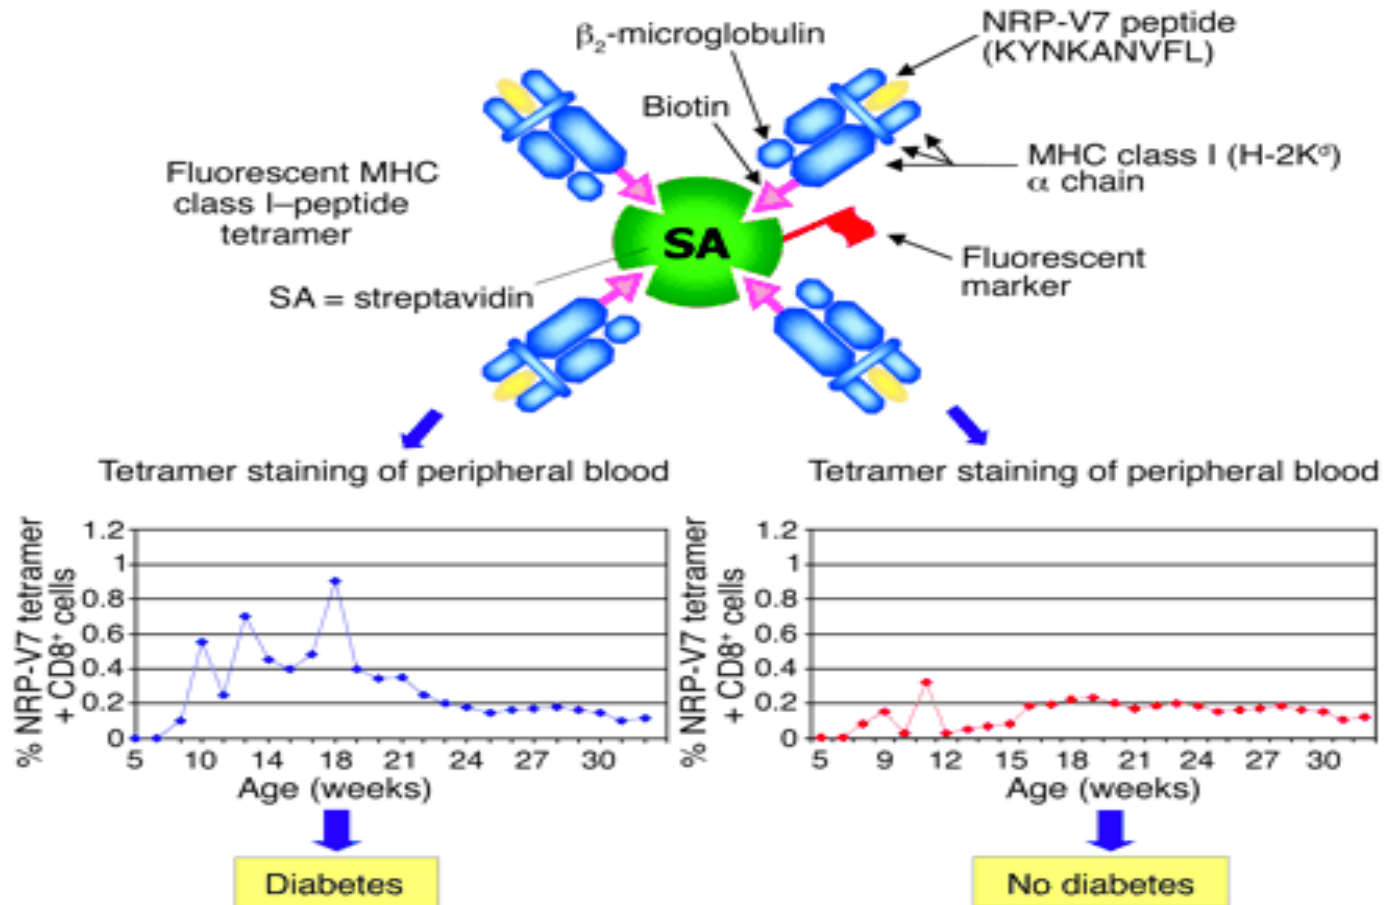 NRP-V7 peptide
(KYNKANVFL)
β₂-microglobulin
Biotin
MHC class I (H-2Kᵈ)
α chain
Fluorescent MHC
class I–peptide
tetramer
SA
Fluorescent
marker
SA = streptavidin
Tetramer staining of peripheral blood
Tetramer staining of peripheral blood
% NRP-V7 tetramer
+ CD8⁺ cells
1.2
1
0.8
0.6
0.4
0.2
0
5 10 14 18 21 24 27 30
Age (weeks)
Diabetes
% NRP-V7 tetramer
+ CD8⁺ cells
1.2
1
0.8
0.6
0.4
0.2
0
5 9 12 15 18 21 24 27 30
Age (weeks)
No diabetes